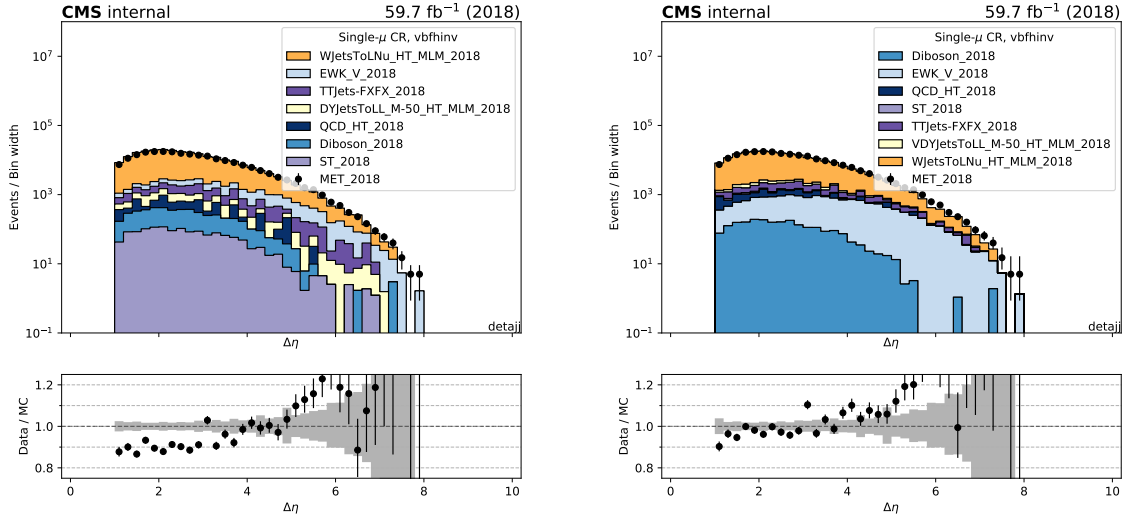 CMS internal 59.7 fb⁻¹ (2018)
Events / Bin width
10⁷
10⁵
10³
10¹
10⁻¹
Single-μ CR, vbfhinv
WJetsToLNu_HT_MLM_2018
EWK_V_2018
TTJets-FXFX_2018
DYJetsToLL_M-50_HT_MLM_2018
QCD_HT_2018
Diboson_2018
ST_2018
MET_2018
detajj
Δη
Data / MC
1.2
1.0
0.8
0 2 4 6 8 10
Δη
CMS internal 59.7 fb⁻¹ (2018)
Events / Bin width
10⁷
10⁵
10³
10¹
10⁻¹
Single-μ CR, vbfhinv
Diboson_2018
EWK_V_2018
QCD_HT_2018
ST_2018
TTJets-FXFX_2018
VDYJetsToLL_M-50_HT_MLM_2018
WJetsToLNu_HT_MLM_2018
MET_2018
detajj
Δη
Data / MC
1.2
1.0
0.8
0 2 4 6 8 10
Δη